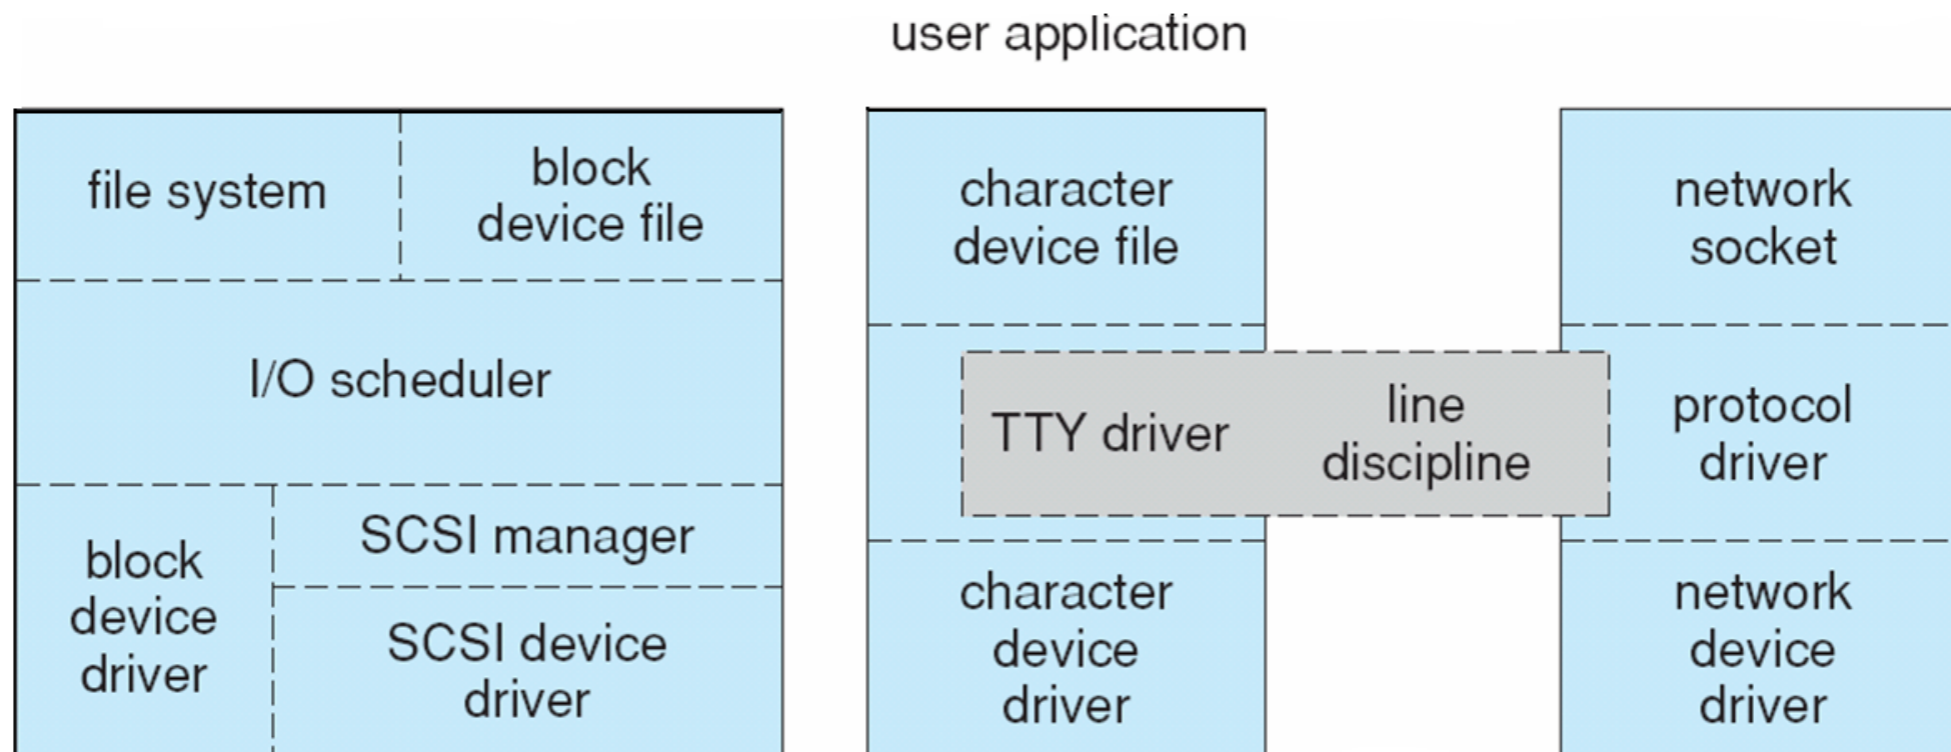 user application
file system
block
device file
I/O scheduler
block
device
driver
SCSI manager
SCSI device
driver
character
device file
TTY driver
line
discipline
character
device
driver
network
socket
protocol
driver
network
device
driver